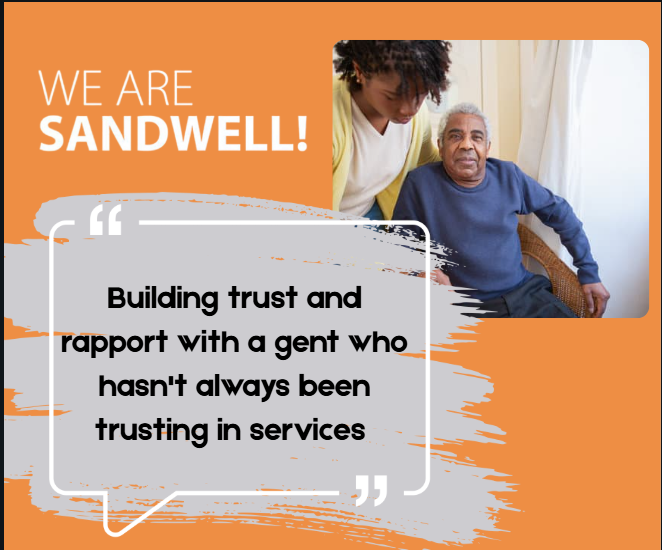 WE ARE
SANDWELL!
“
Building trust and
rapport with a gent who
hasn't always been
trusting in services
”